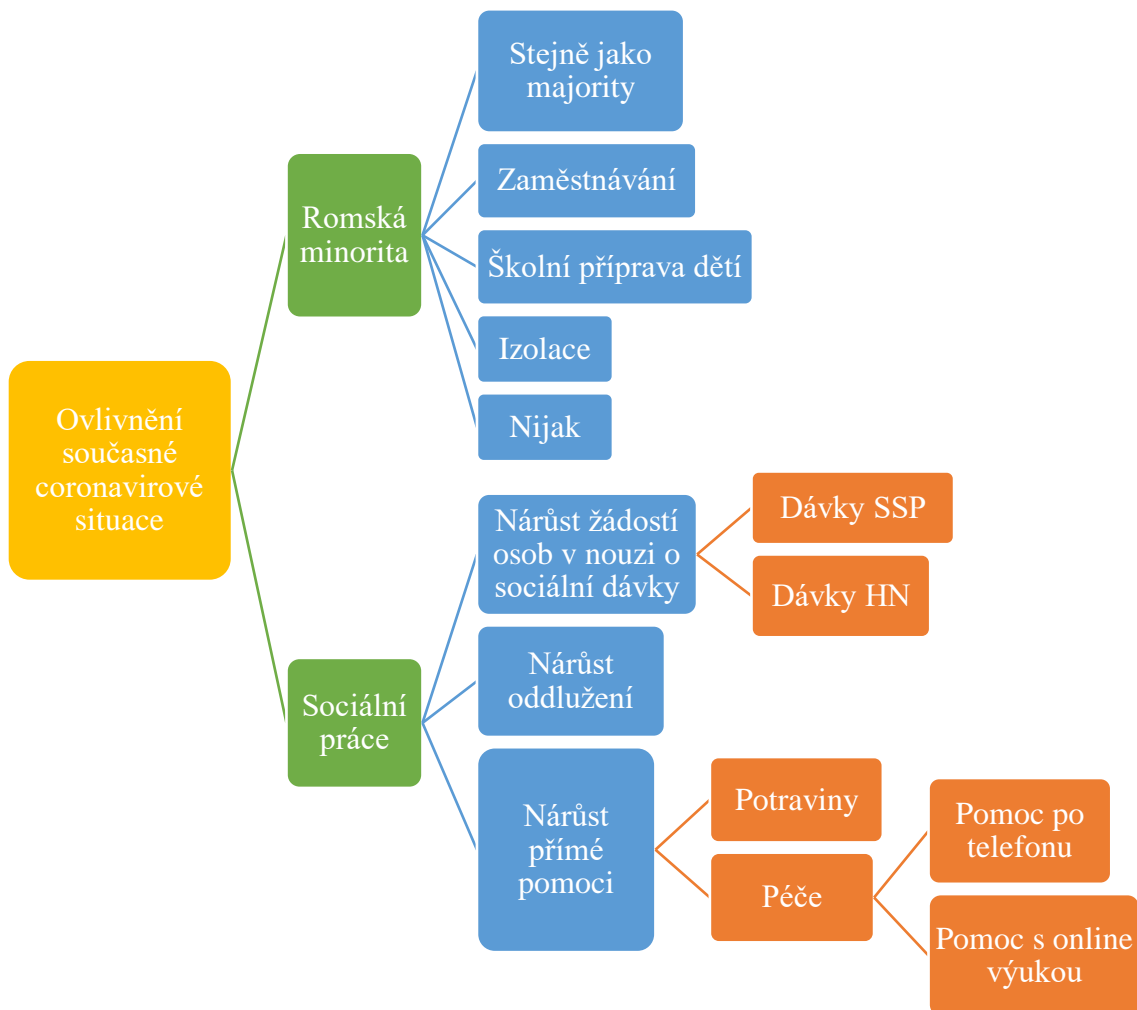 Stejně jako
majority
Zaměstnávání
Romská
minorita
Školní příprava dětí
Izolace
Nijak
Ovlivnění
současné
coronavirové
situace
Nárůst žádostí
osob v nouzi o
sociální dávky
Dávky SSP
Dávky HN
Nárůst
oddlužení
Sociální
práce
Nárůst
přímé
pomoci
Potraviny
Péče
Pomoc po
telefonu
Pomoc s online
výukou